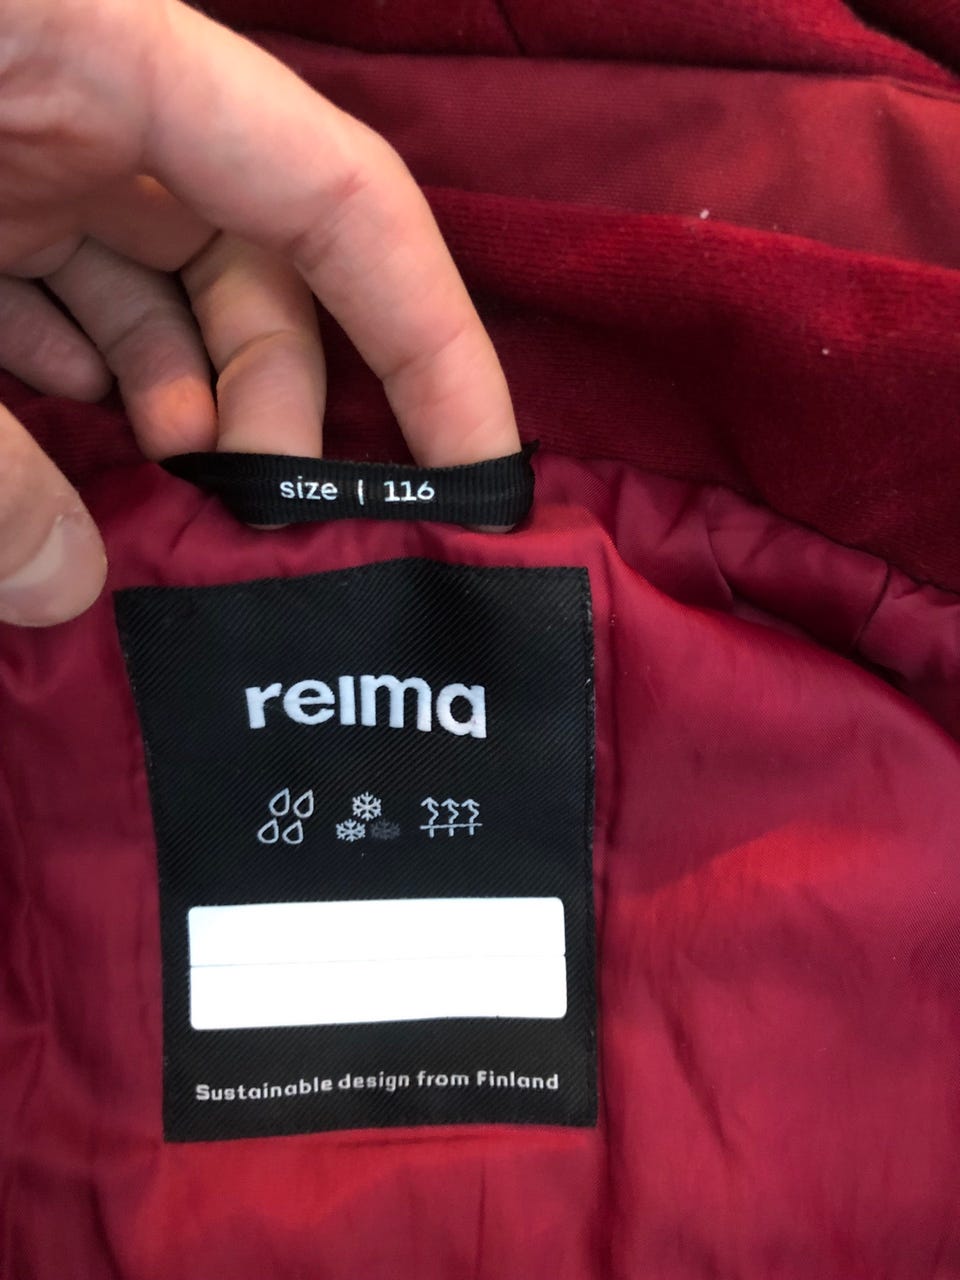 size | 116
reima
Sustainable design from Finland